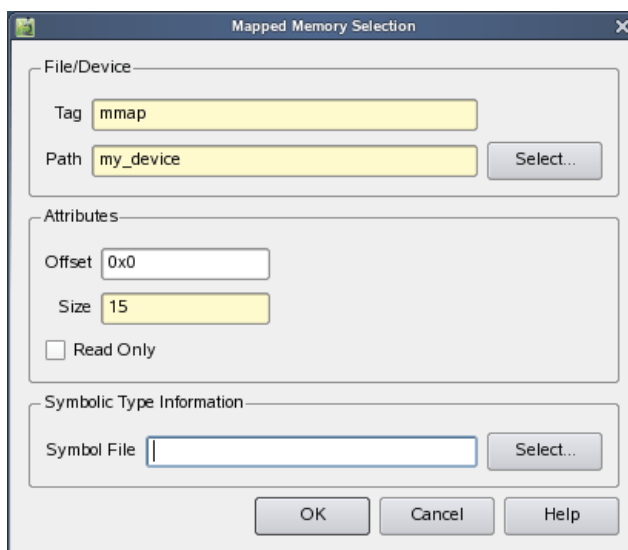 Mapped Memory Selection
File/Device
Tag mmap
Path my_device Select...
Attributes
Offset 0x0
Size 15
Read Only
Symbolic Type Information
Symbol File Select...
OK Cancel Help